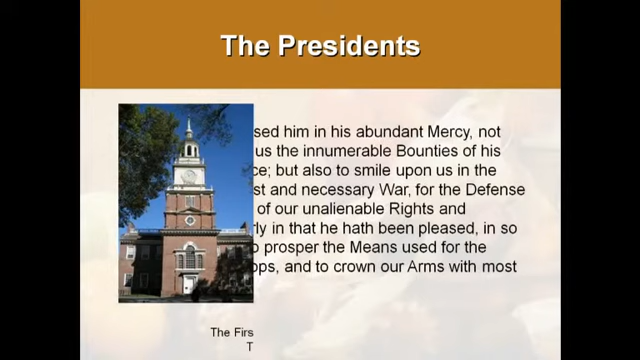 The Presidents
sed him in his abundant Mercy, not
us the innumerable Bounties of his
ce; but also to smile upon us in the
st and necessary War, for the Defense
of our unalienable Rights and
rly in that he hath been pleased, in so
o prosper the Means used for the
ops, and to crown our Arms with most
The Firs
T